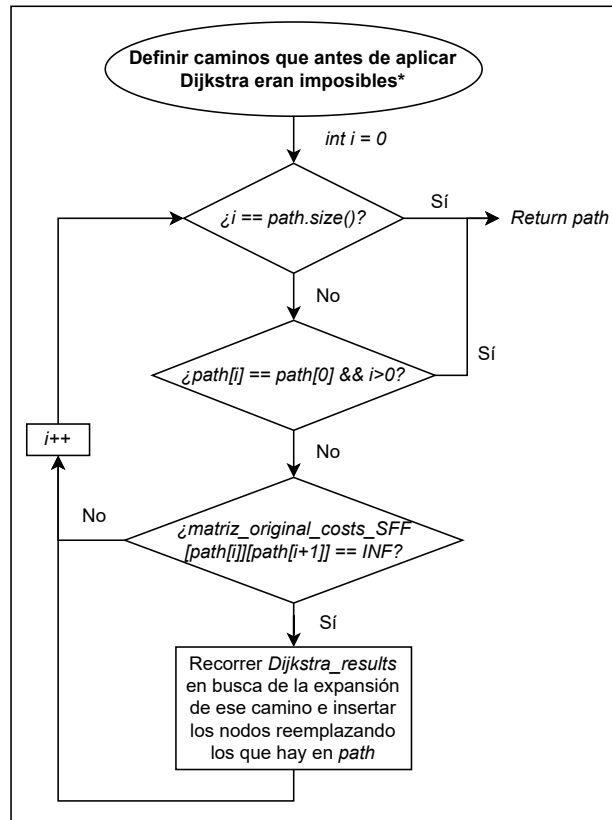 Definir caminos que antes de aplicar
Dijkstra eran imposibles*
int i = 0
¿i == path.size()?
Sí
Return path
No
¿path[i] == path[0] && i>0?
Sí
i++
No
¿matriz_original_costs_SFF
[path[i]][path[i+1]] == INF?
No
Sí
Recorrer Dijkstra_results
en busca de la expansión
de ese camino e insertar
los nodos reemplazando
los que hay en path